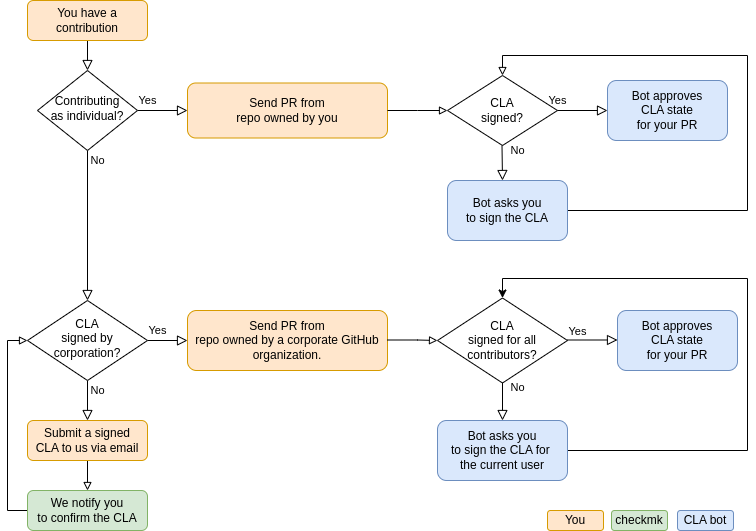 You have a
contribution
Contributing
as individual?
Yes
No
Send PR from
repo owned by you
CLA
signed?
Yes
No
Bot approves
CLA state
for your PR
Bot asks you
to sign the CLA
CLA
signed by
corporation?
Yes
No
Send PR from
repo owned by a corporate GitHub
organization.
CLA
signed for all
contributors?
Yes
No
Bot approves
CLA state
for your PR
Bot asks you
to sign the CLA for
the current user
Submit a signed
CLA to us via email
We notify you
to confirm the CLA
You
checkmk
CLA bot